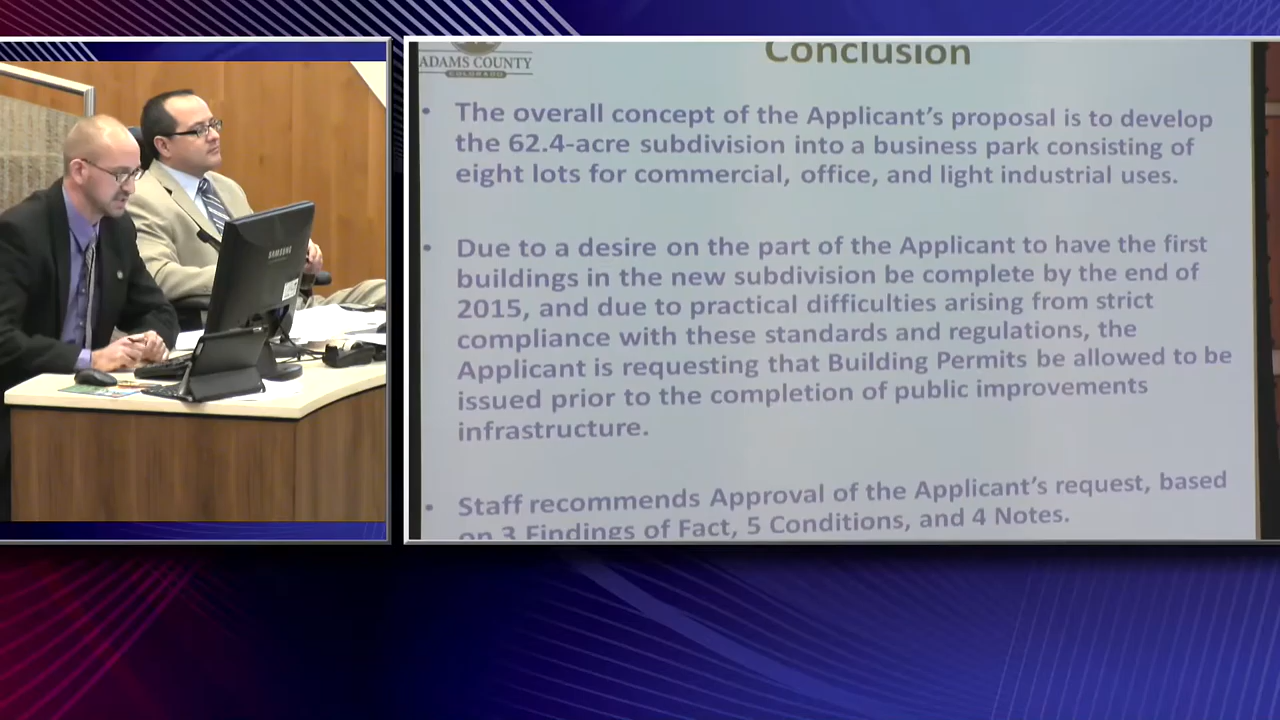 SAMSUNG
ADAMS COUNTY
COLORADO
Conclusion
• The overall concept of the Applicant's proposal is to develop
the 62.4-acre subdivision into a business park consisting of
eight lots for commercial, office, and light industrial uses.
• Due to a desire on the part of the Applicant to have the first
buildings in the new subdivision be complete by the end of
2015, and due to practical difficulties arising from strict
compliance with these standards and regulations, the
Applicant is requesting that Building Permits be allowed to be
issued prior to the completion of public improvements
infrastructure.
• Staff recommends Approval of the Applicant's request, based
on 3 Findings of Fact, 5 Conditions, and 4 Notes.